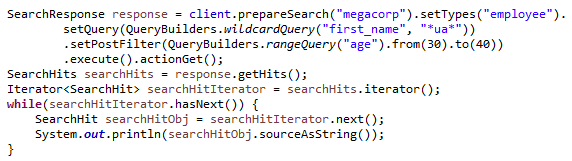 SearchResponse response = client.prepareSearch("megacorp").setTypes("employee").
        setQuery(QueryBuilders.wildcardQuery("first_name", "*ua*"))
        .setPostFilter(QueryBuilders.rangeQuery("age").from(30).to(40))
        .execute().actionGet();
SearchHits searchHits = response.getHits();
Iterator<SearchHit> searchHitIterator = searchHits.iterator();
while(searchHitIterator.hasNext()) {
    SearchHit searchHitObj = searchHitIterator.next();
    System.out.println(searchHitObj.sourceAsString());
}